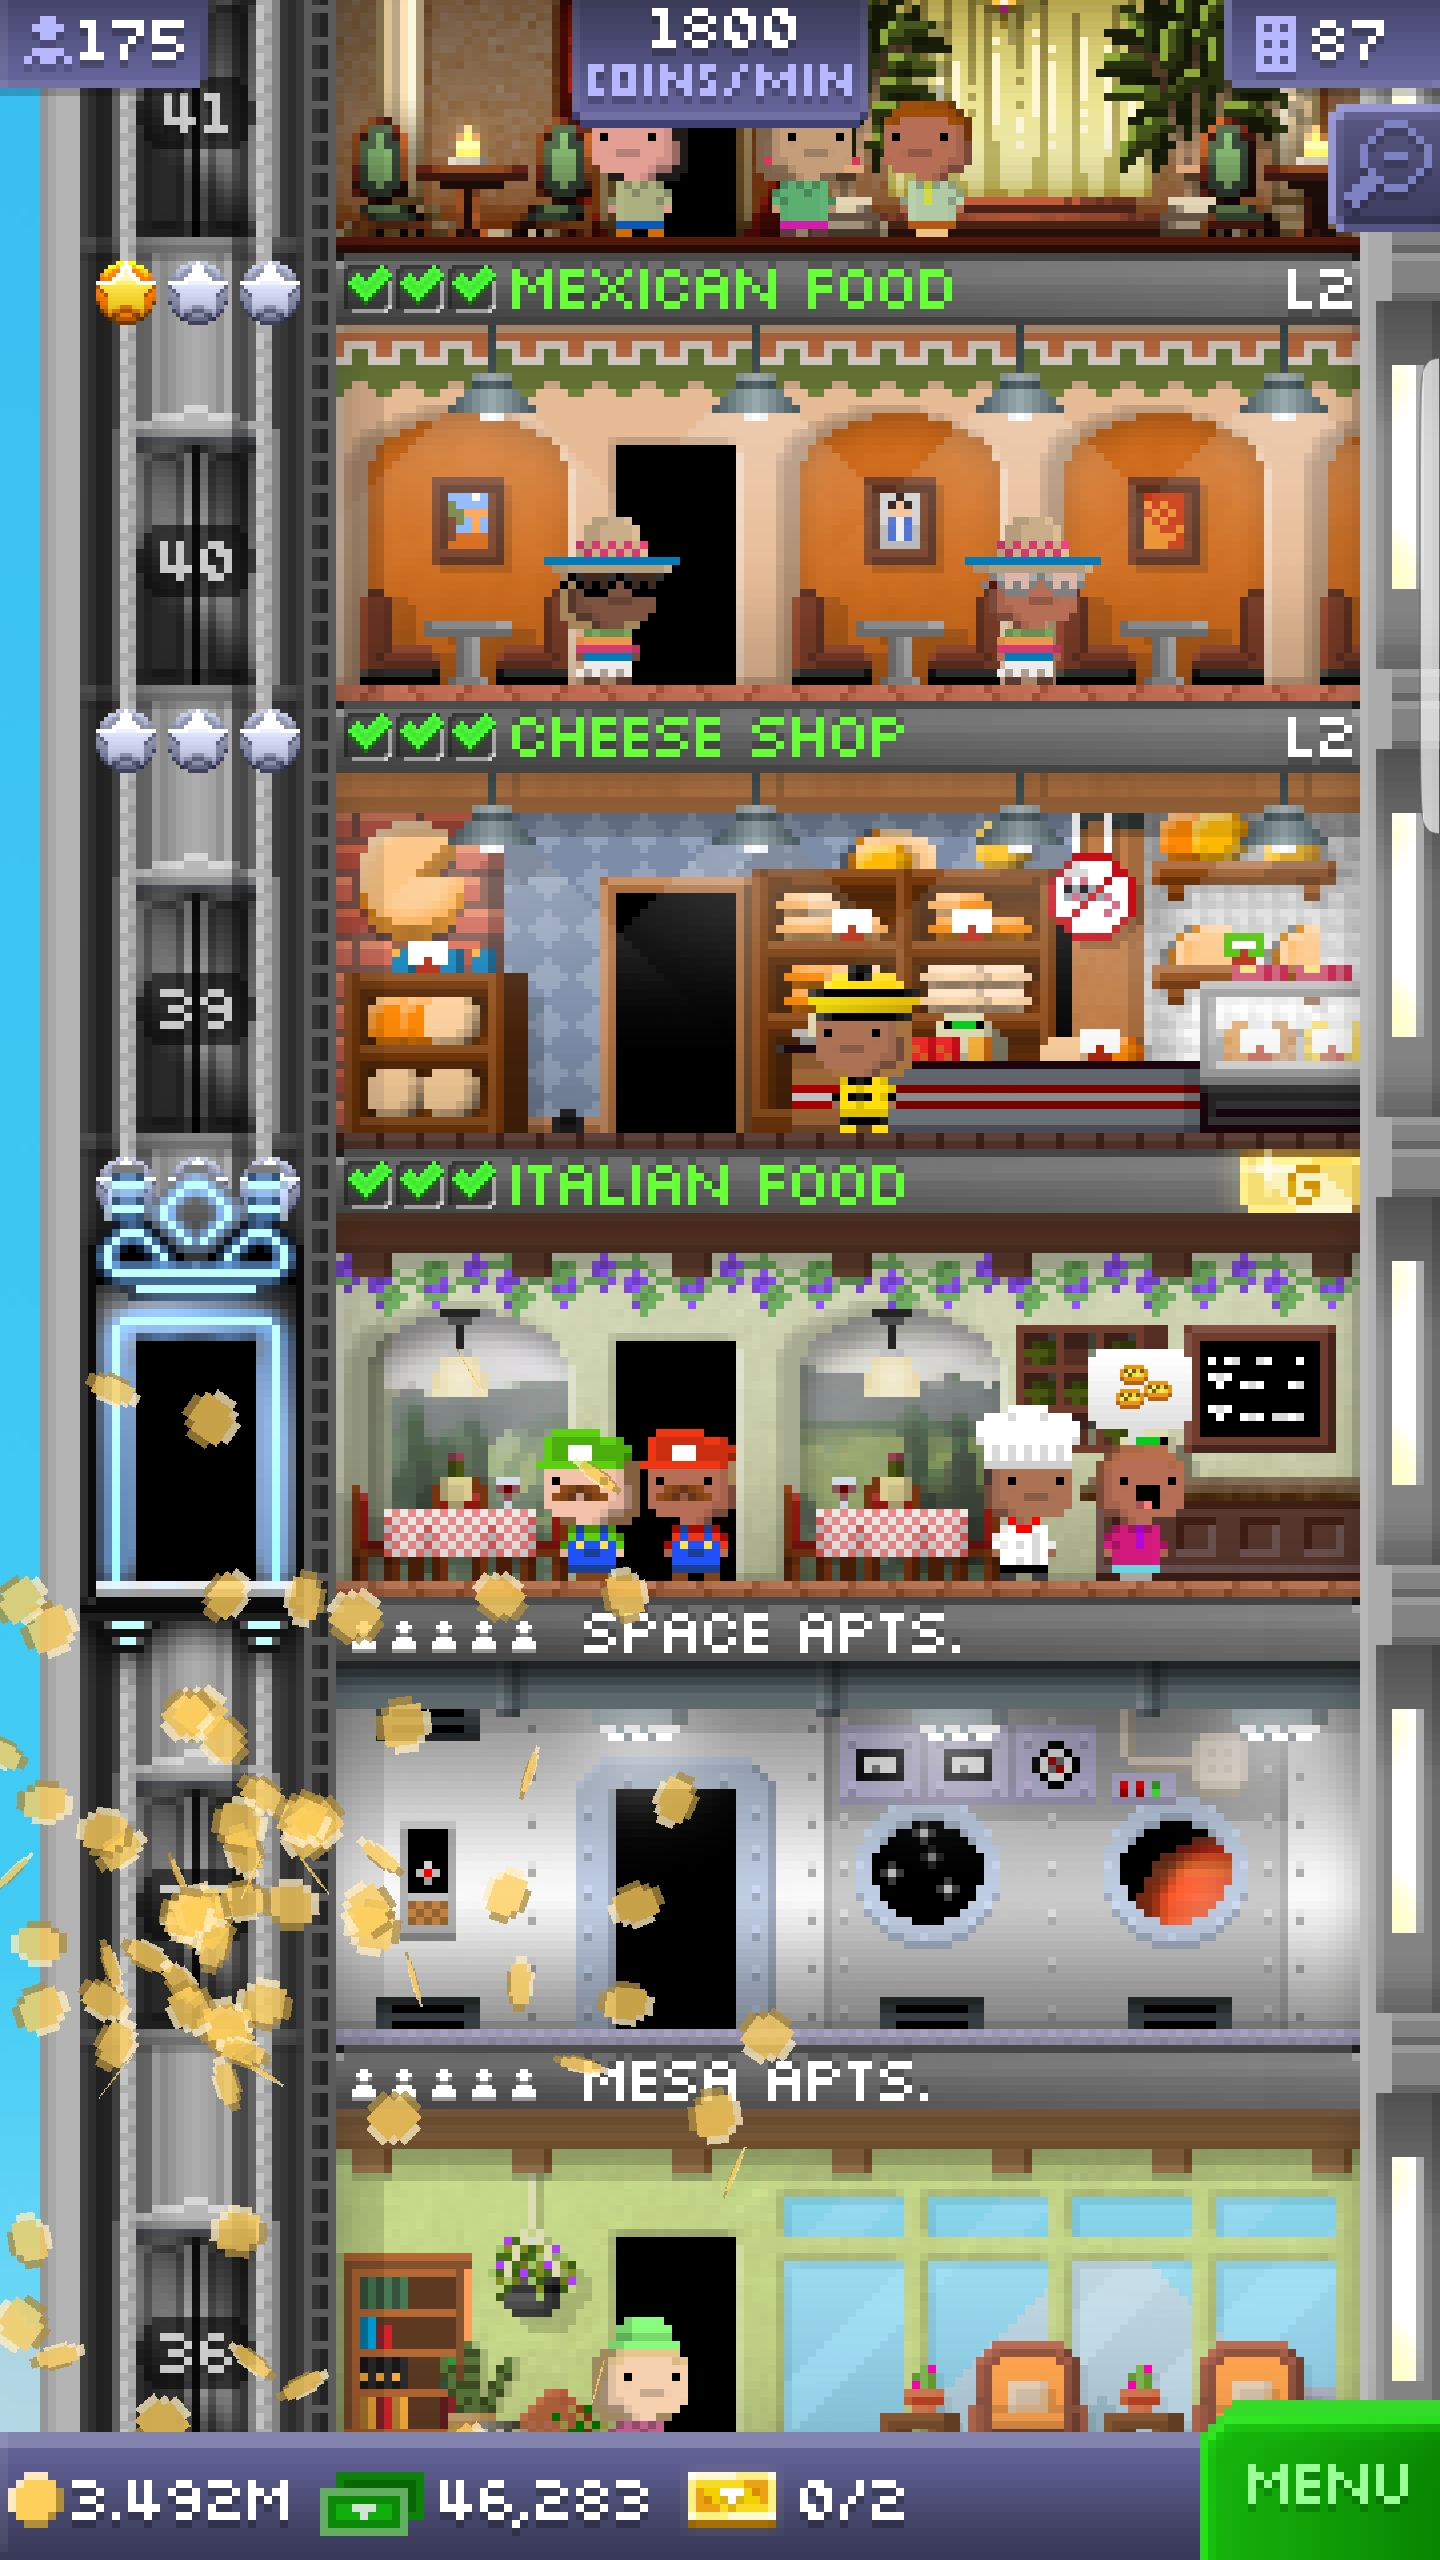 175
1800
COINS/MIN
87
41
MEXICAN FOOD
L2
40
CHEESE SHOP
L2
39
ITALIAN FOOD
G
SPACE APTS.
MESA APTS.
36
3.492M
46,283
0/2
MENU